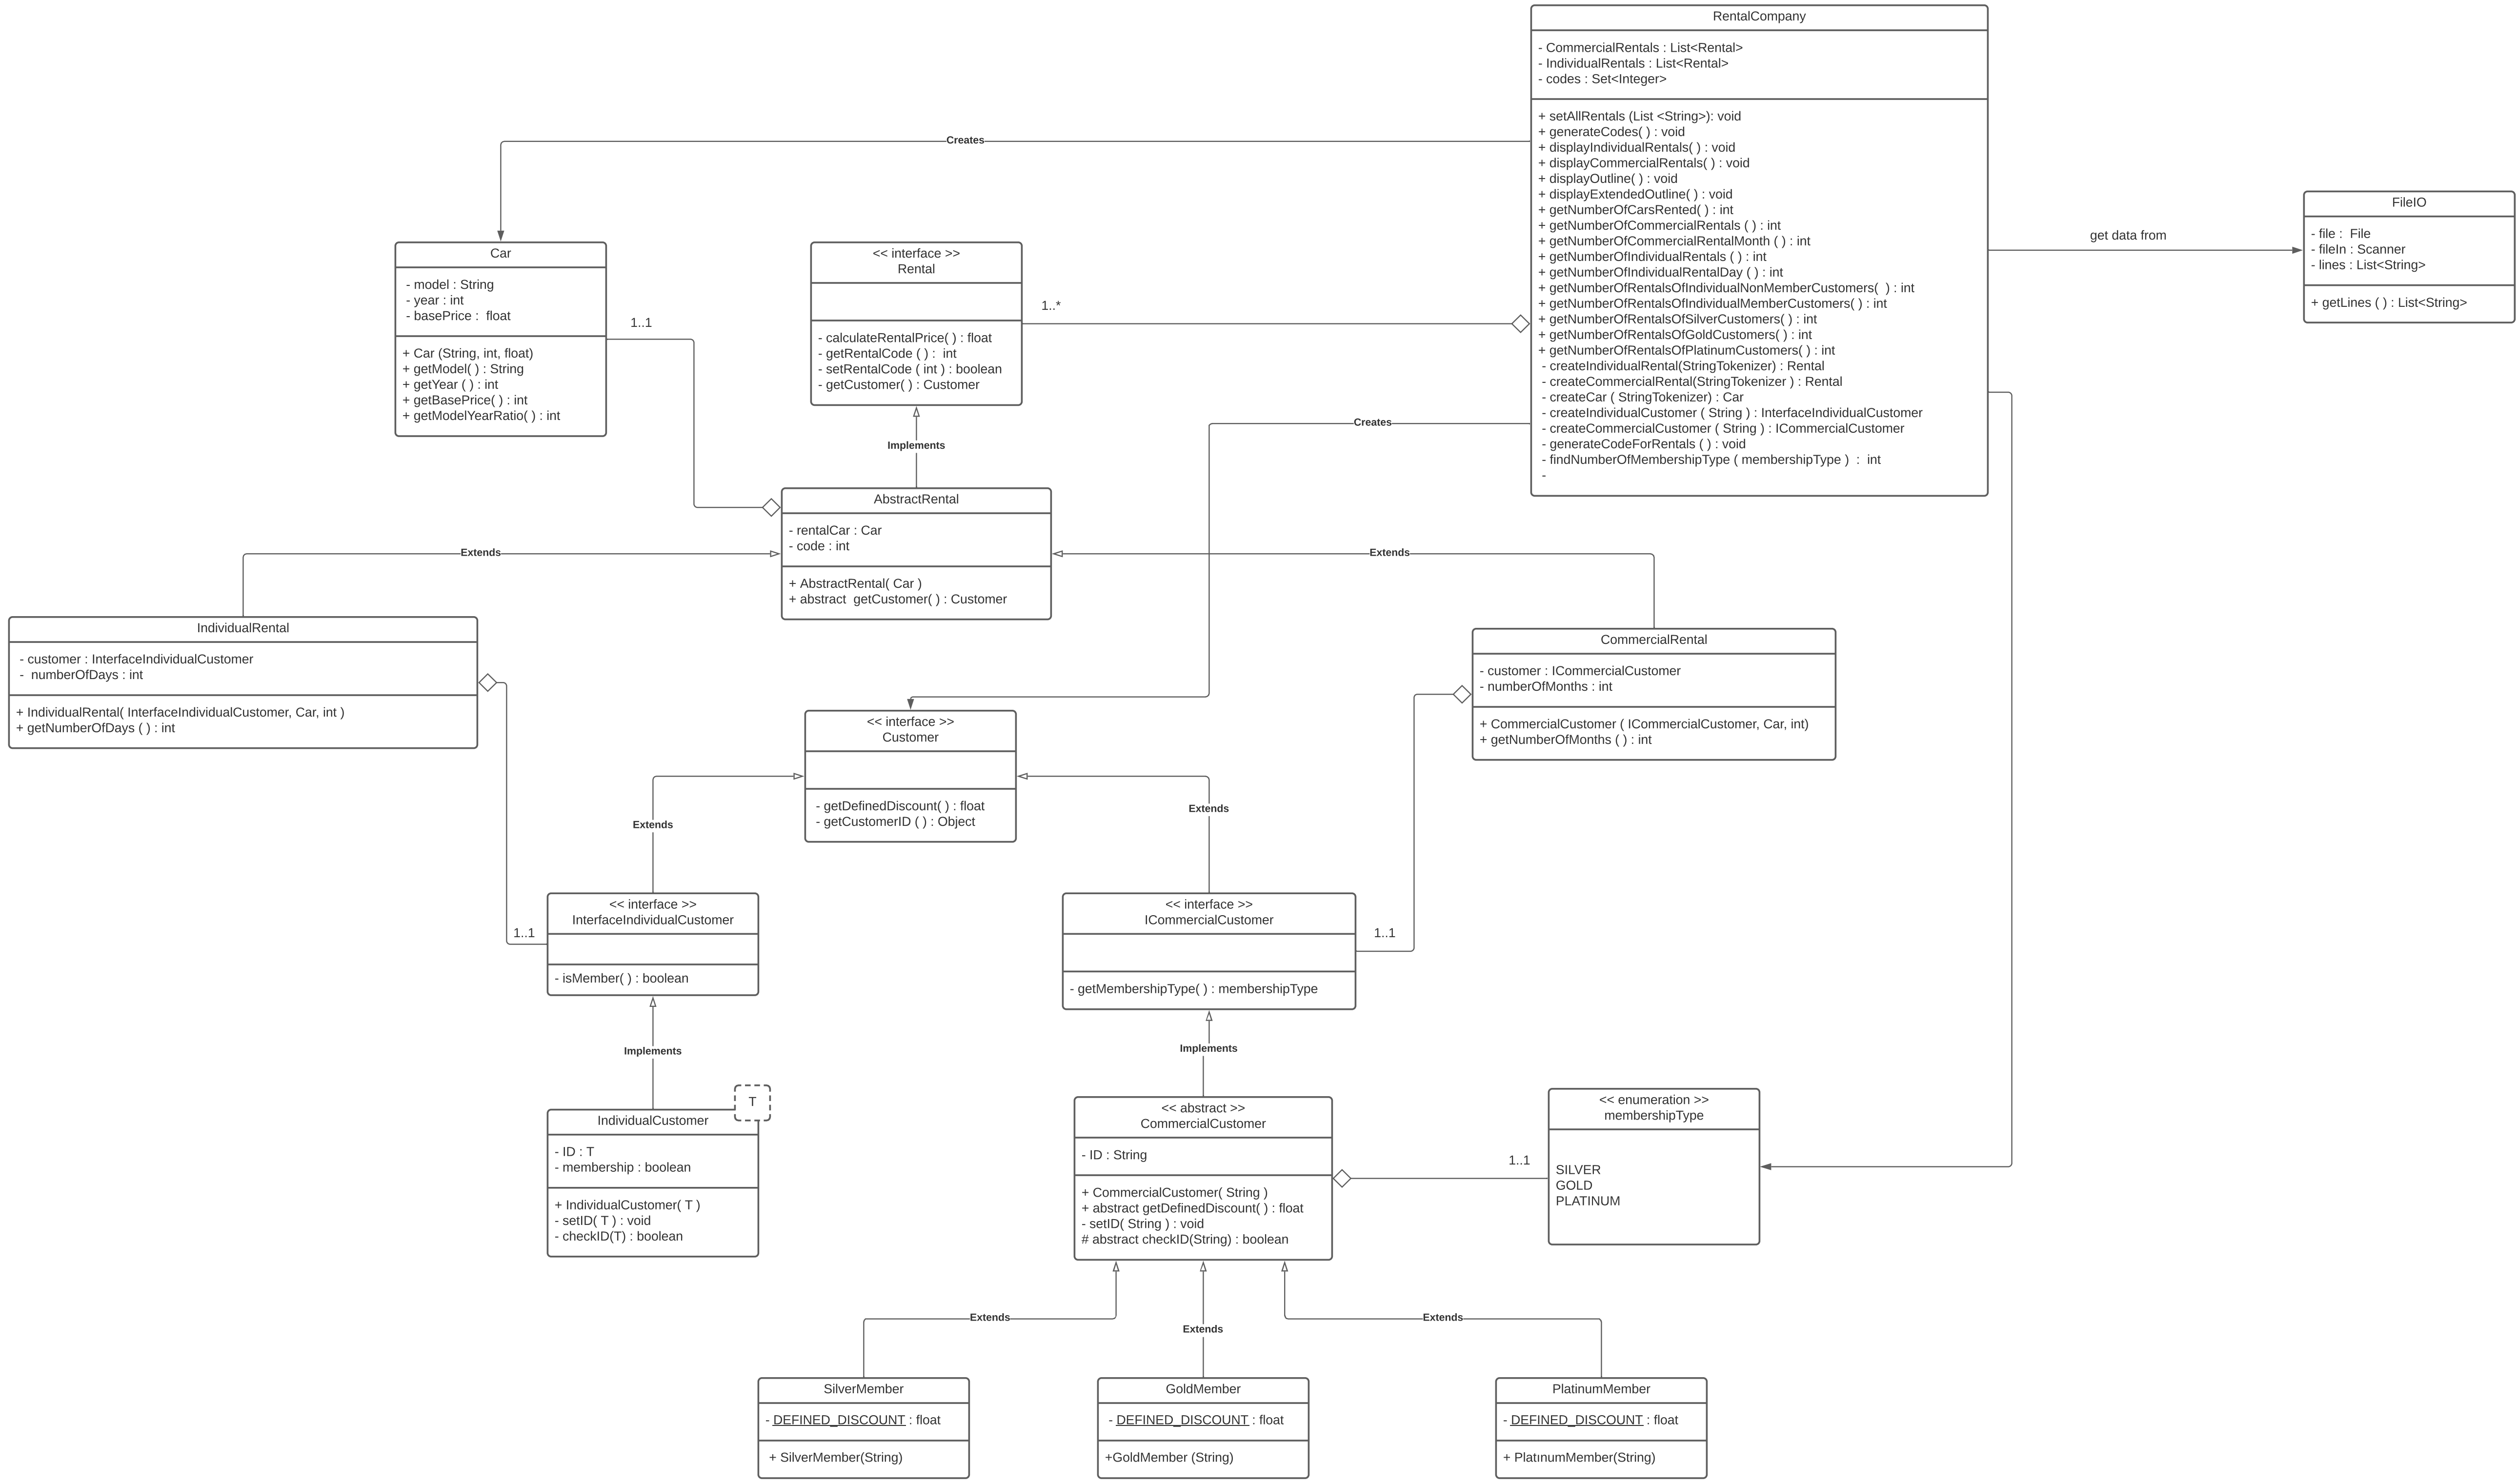 RentalCompany
- CommercialRentals : List<Rental>
- IndividualRentals : List<Rental>
- codes : Set<Integer>
+ setAllRentals (List <String>): void
+ generateCodes( ) : void
+ displayIndividualRentals( ) : void
+ displayCommercialRentals( ) : void
+ displayOutline( ) : void
+ displayExtendedOutline( ) : void
+ getNumberOfCarsRented( ) : int
+ getNumberOfCommercialRentals ( ) : int
+ getNumberOfCommercialRentalMonth ( ) : int
+ getNumberOfIndividualRentals ( ) : int
+ getNumberOfIndividualRentalDay ( ) : int
+ getNumberOfRentalsOfIndividualNonMemberCustomers(  ) : int
+ getNumberOfRentalsOfIndividualMemberCustomers( ) : int
+ getNumberOfRentalsOfSilverCustomers( ) : int
+ getNumberOfRentalsOfGoldCustomers( ) : int
+ getNumberOfRentalsOfPlatinumCustomers( ) : int
- createIndividualRental(StringTokenizer) : Rental
- createCommercialRental(StringTokenizer ) : Rental
- createCar ( StringTokenizer) : Car
- createIndividualCustomer ( String ) : InterfaceIndividualCustomer
- createCommercialCustomer ( String ) : ICommercialCustomer
- generateCodeForRentals ( ) : void
- findNumberOfMembershipType ( membershipType )  :  int
-
Creates
get data from
FileIO
- file :  File
- fileIn : Scanner
- lines : List<String>
+ getLines ( ) : List<String>
Car
- model : String
- year : int
- basePrice :  float
+ Car (String, int, float)
+ getModel( ) : String
+ getYear ( ) : int
+ getBasePrice( ) : int
+ getModelYearRatio( ) : int
1..1
<< interface >>
Rental
- calculateRentalPrice( ) : float
- getRentalCode ( ) :  int
- setRentalCode ( int ) : boolean
- getCustomer( ) : Customer
1..*
Implements
Creates
AbstractRental
- rentalCar : Car
- code : int
+ AbstractRental( Car )
+ abstract  getCustomer( ) : Customer
Extends
Extends
IndividualRental
- customer : InterfaceIndividualCustomer
-  numberOfDays : int
+ IndividualRental( InterfaceIndividualCustomer, Car, int )
+ getNumberOfDays ( ) : int
CommercialRental
- customer : ICommercialCustomer
- numberOfMonths : int
+ CommercialCustomer ( ICommercialCustomer, Car, int)
+ getNumberOfMonths ( ) : int
<< interface >>
Customer
- getDefinedDiscount( ) : float
- getCustomerID ( ) : Object
Extends
Extends
<< interface >>
InterfaceIndividualCustomer
- isMember( ) : boolean
1..1
<< interface >>
ICommercialCustomer
- getMembershipType( ) : membershipType
1..1
Implements
Implements
T
IndividualCustomer
- ID : T
- membership : boolean
+ IndividualCustomer( T )
- setID( T ) : void
- checkID(T) : boolean
<< abstract >>
CommercialCustomer
- ID : String
+ CommercialCustomer( String )
+ abstract getDefinedDiscount( ) : float
- setID( String ) : void
# abstract checkID(String) : boolean
1..1
<< enumeration >>
membershipType
SILVER
GOLD
PLATINUM
Extends
Extends
Extends
SilverMember
- DEFINED_DISCOUNT : float
+ SilverMember(String)
GoldMember
- DEFINED_DISCOUNT : float
+GoldMember (String)
PlatinumMember
- DEFINED_DISCOUNT : float
+ PlatınumMember(String)